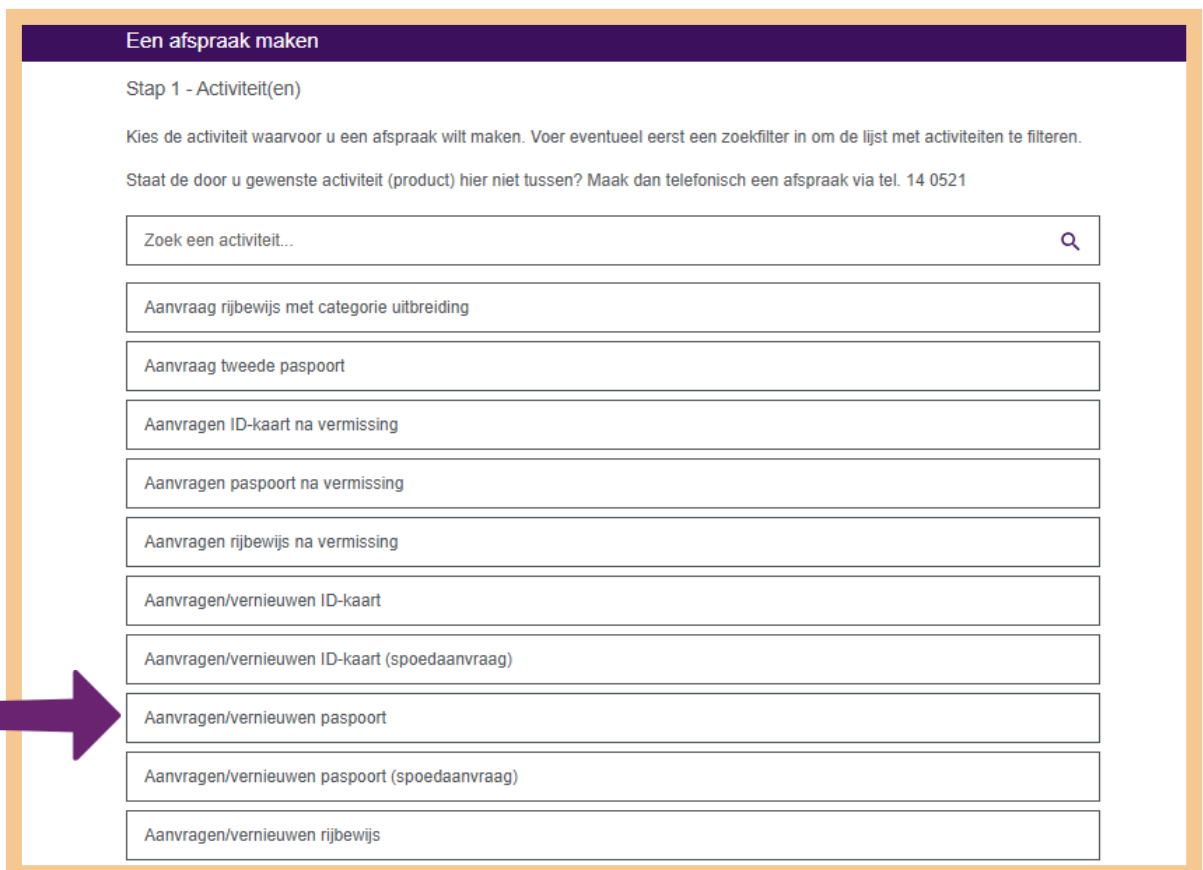 Een afspraak maken
Stap 1 - Activiteit(en)
Kies de activiteit waarvoor u een afspraak wilt maken. Voer eventueel eerst een zoekfilter in om de lijst met activiteiten te filteren.
Staat de door u gewenste activiteit (product) hier niet tussen? Maak dan telefonisch een afspraak via tel. 14 0521
Zoek een activiteit...
Aanvraag rijbewijs met categorie uitbreiding
Aanvraag tweede paspoort
Aanvragen ID-kaart na vermissing
Aanvragen paspoort na vermissing
Aanvragen rijbewijs na vermissing
Aanvragen/vernieuwen ID-kaart
Aanvragen/vernieuwen ID-kaart (spoedaanvraag)
Aanvragen/vernieuwen paspoort
Aanvragen/vernieuwen paspoort (spoedaanvraag)
Aanvragen/vernieuwen rijbewijs